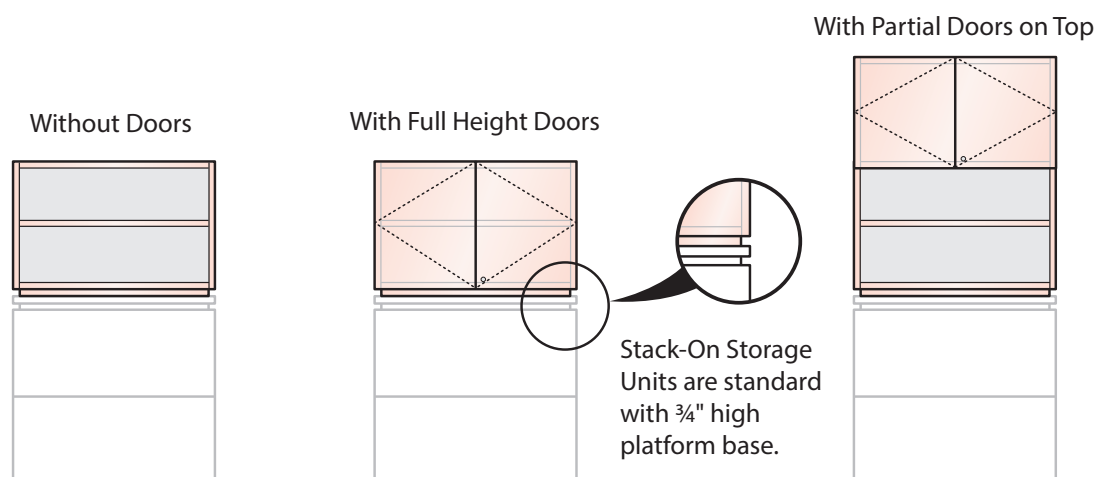 With Partial Doors on Top
Without Doors
With Full Height Doors
Stack-On Storage
Units are standard
with ¾" high
platform base.